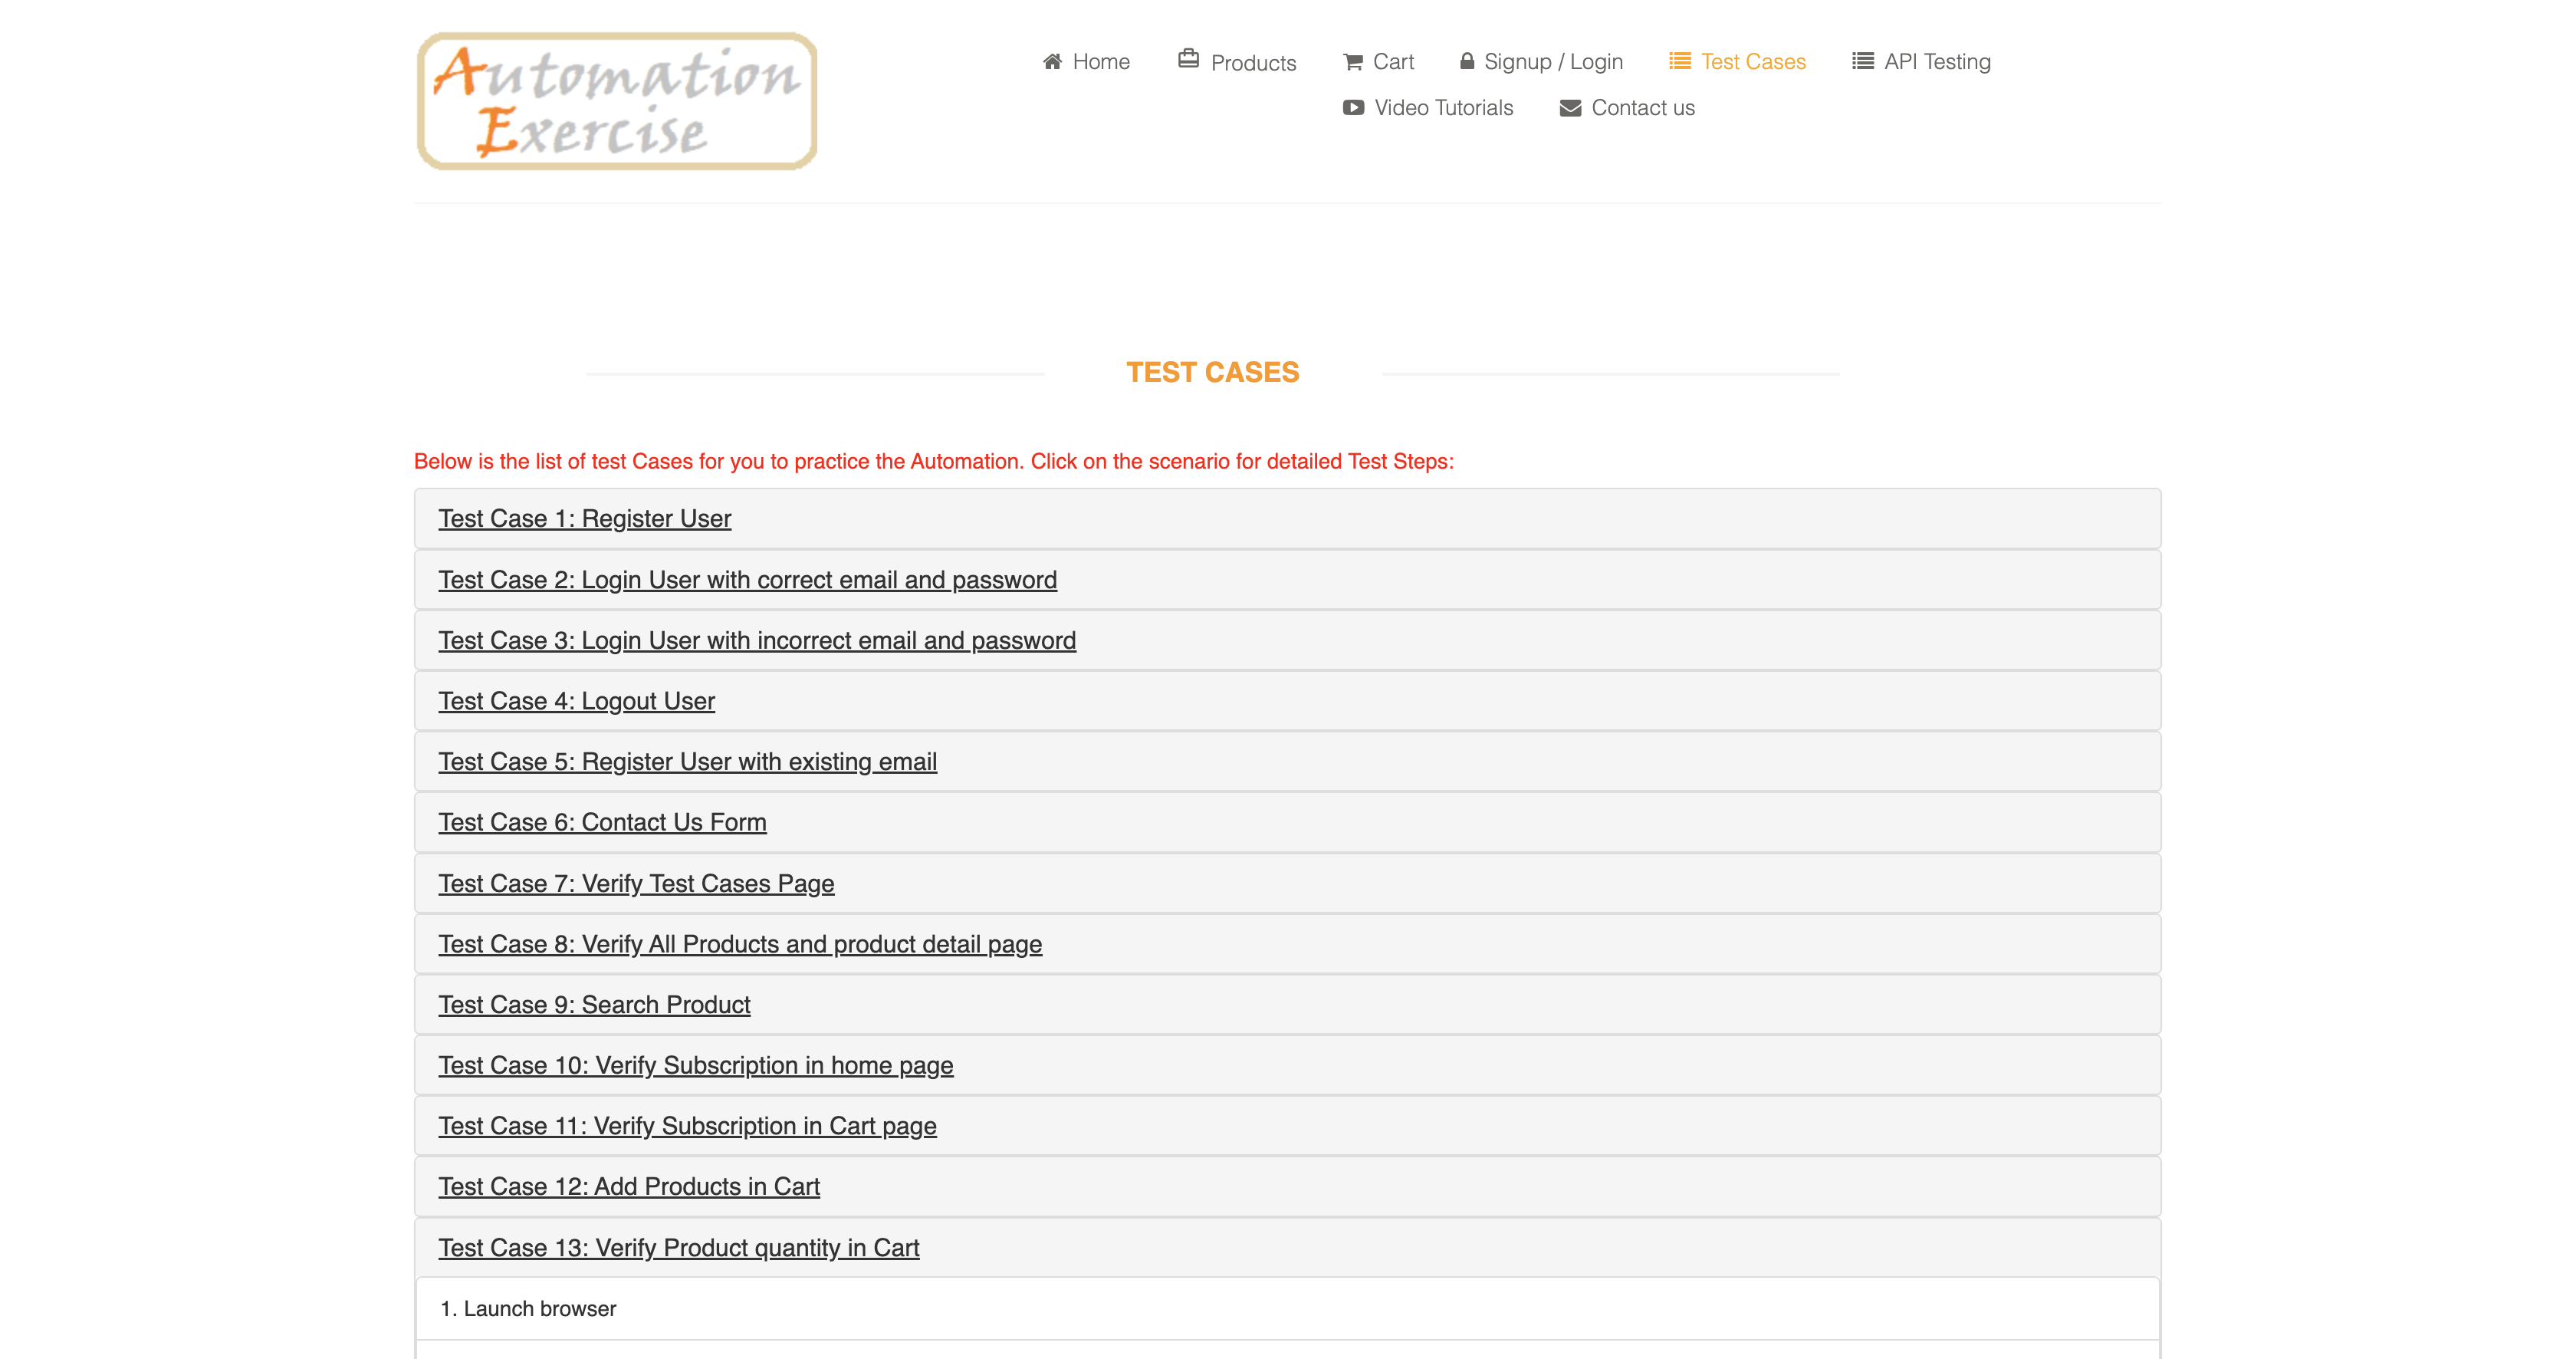 Automation
Exercise
Home Products Cart Signup / Login Test Cases API Testing
Video Tutorials Contact us
TEST CASES
Below is the list of test Cases for you to practice the Automation. Click on the scenario for detailed Test Steps:
Test Case 1: Register User
Test Case 2: Login User with correct email and password
Test Case 3: Login User with incorrect email and password
Test Case 4: Logout User
Test Case 5: Register User with existing email
Test Case 6: Contact Us Form
Test Case 7: Verify Test Cases Page
Test Case 8: Verify All Products and product detail page
Test Case 9: Search Product
Test Case 10: Verify Subscription in home page
Test Case 11: Verify Subscription in Cart page
Test Case 12: Add Products in Cart
Test Case 13: Verify Product quantity in Cart
1. Launch browser